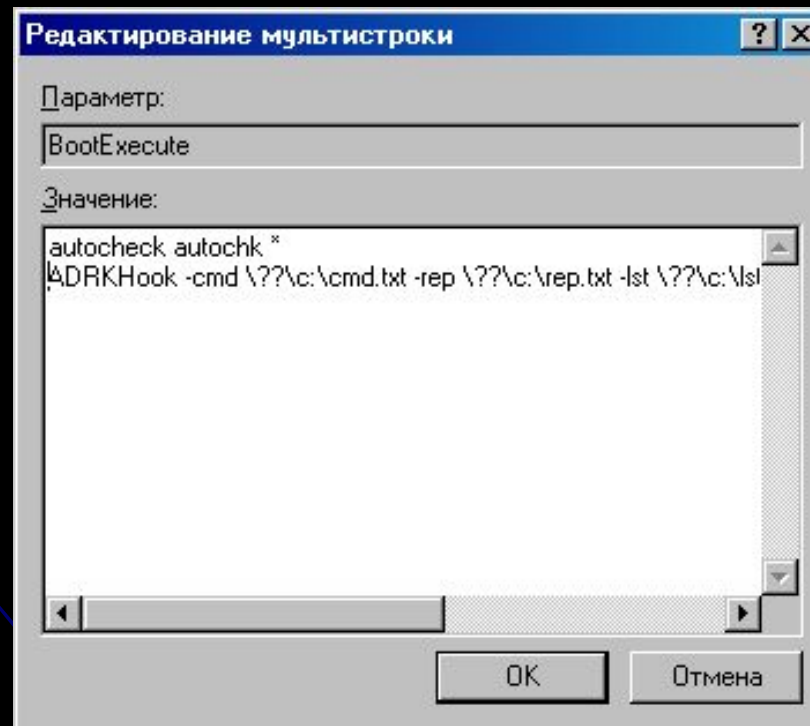 Редактирование мультистроки
Параметр:
BootExecute
Значение:
autocheck autochk *
ADRKHook -cmd \??\c:\cmd.txt -rep \??\c:\rep.txt -lst \??\c:\lst
OK
Отмена